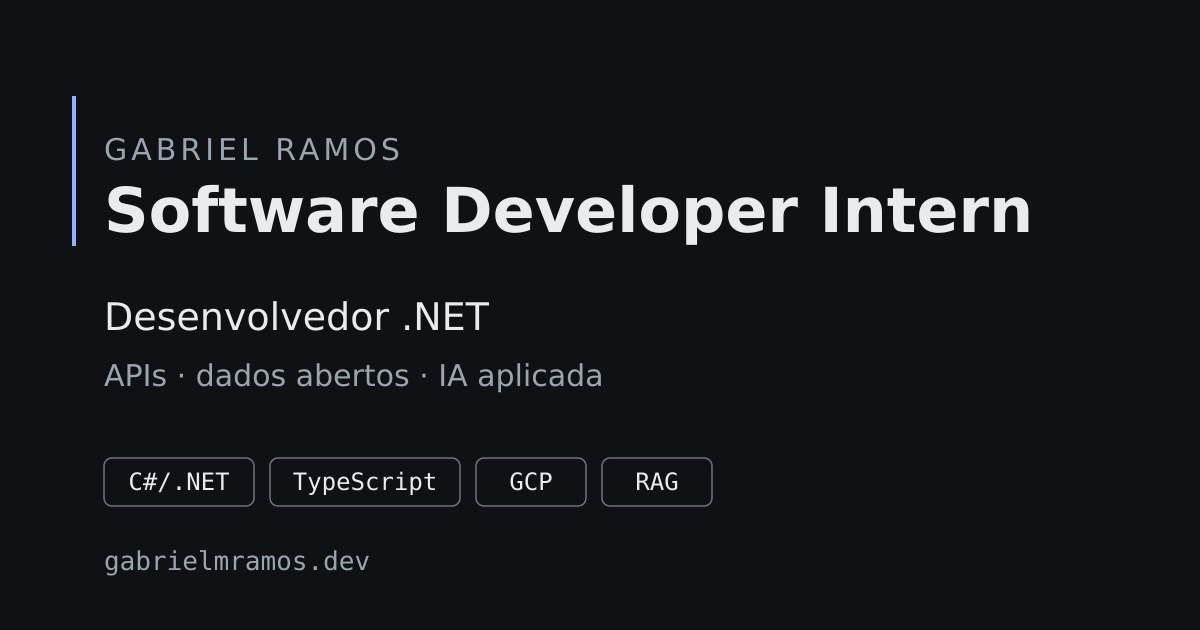 GABRIEL RAMOS
Software Developer Intern
Desenvolvedor .NET
APIs · dados abertos · IA aplicada
C#/.NET TypeScript GCP RAG
gabrielmramos.dev